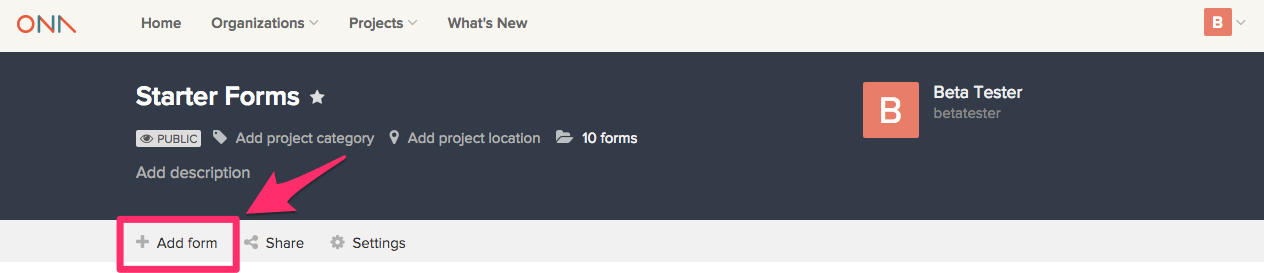 ONA Home Organizations Projects What's New B
Starter Forms
B Beta Tester
betatester
PUBLIC Add project category Add project location 10 forms
Add description
Add form Share Settings